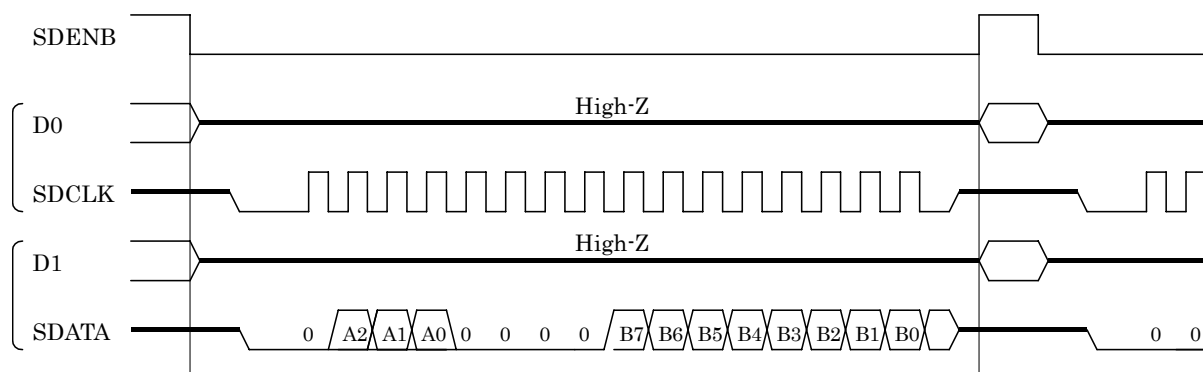 SDENB
High-Z
D0
SDCLK
High-Z
D1
SDATA 0 A2 A1 A0 0 0 0 0 B7 B6 B5 B4 B3 B2 B1 B0 0 0